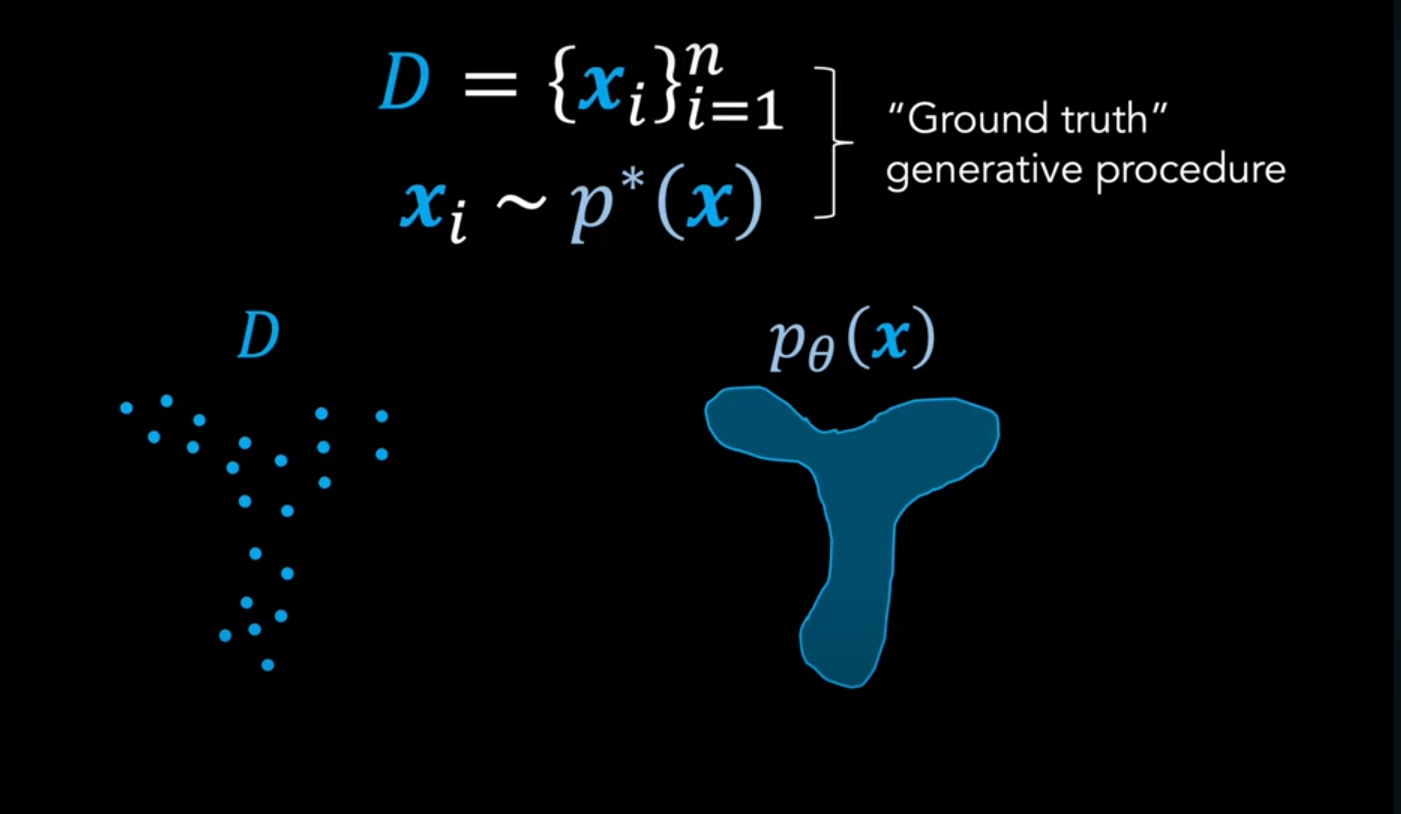 D = {xᵢ}ⁿᵢ₌₁
xᵢ ~ p*(x)
“Ground truth”
generative procedure
D
p_θ(x)